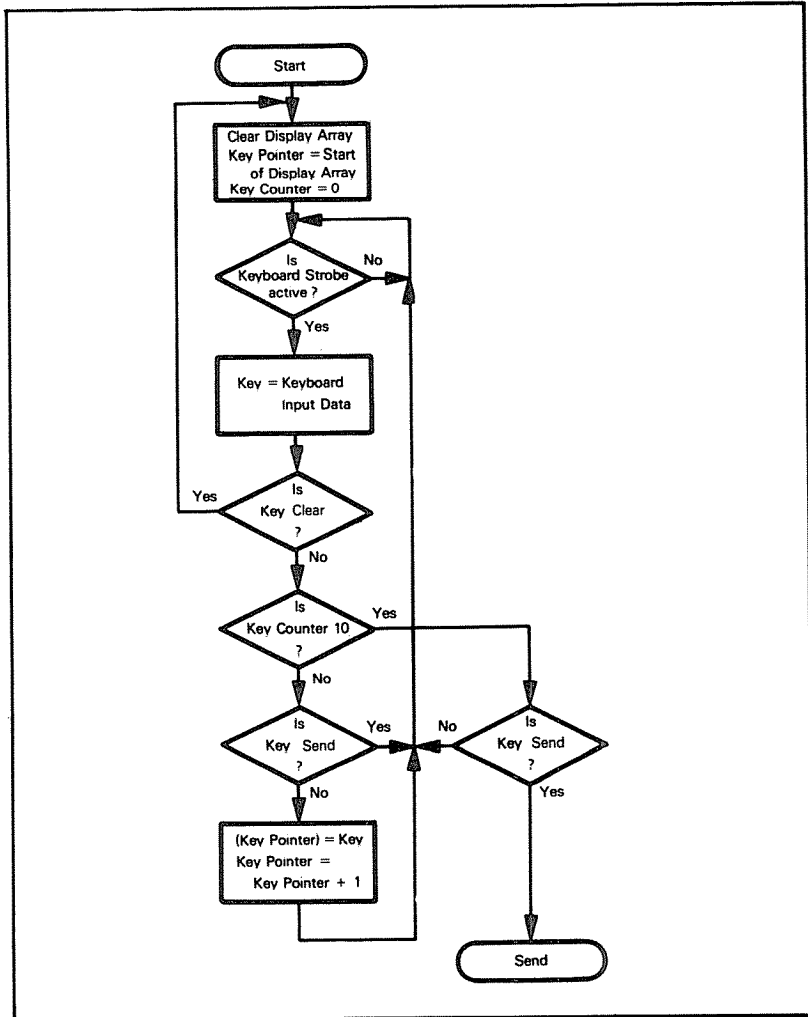 Start
Clear Display Array
Key Pointer = Start
of Display Array
Key Counter = 0
Is
Keyboard Strobe
active ?
No
Yes
Key = Keyboard
Input Data
Yes
Is
Key Clear
?
No
Is
Key Counter 10
?
Yes
No
Is
Key Send
?
Yes
No
Is
Key Send
?
No
Yes
(Key Pointer) = Key
Key Pointer =
Key Pointer + 1
Send